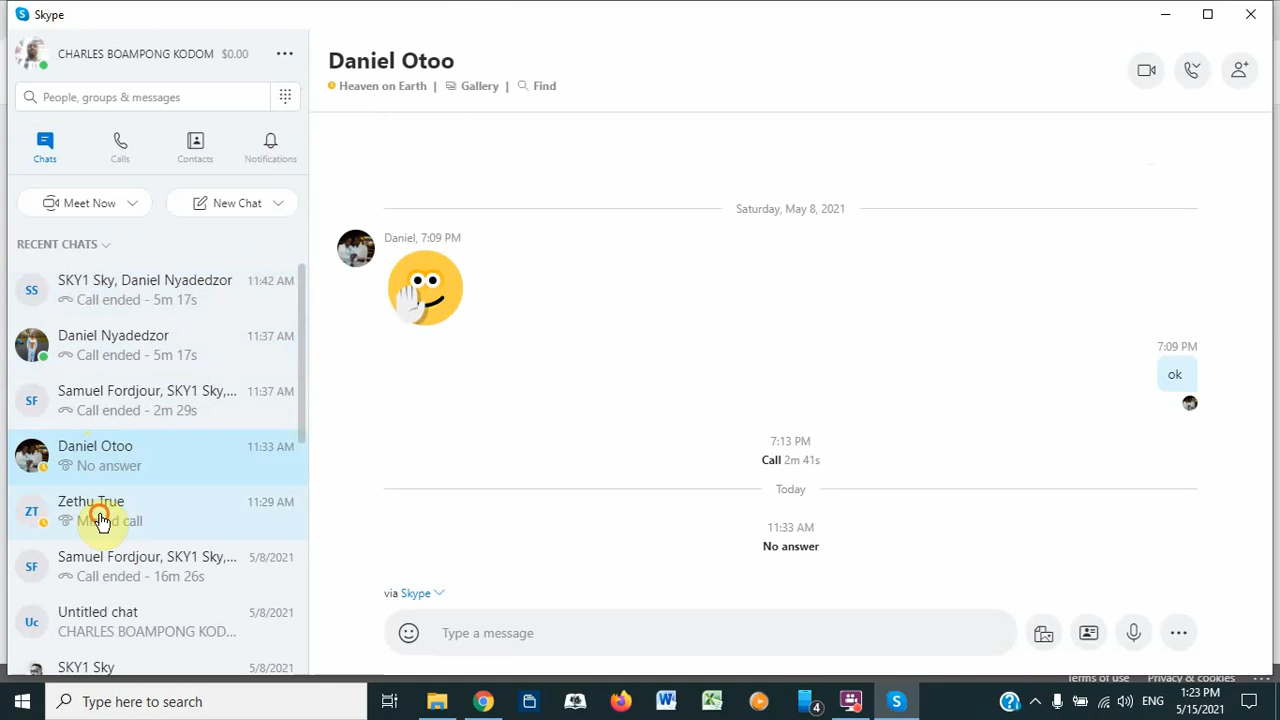 Skype
CHARLES BOAMPONG KODOM $0.00
People, groups & messages
Chats
Calls
Contacts
Notifications
Meet Now
New Chat
RECENT CHATS
SS
SKY1 Sky, Daniel Nyadedzor 11:42 AM
Call ended - 5m 17s
Daniel Nyadedzor 11:37 AM
Call ended - 5m 17s
SF
Samuel Fordjour, SKY1 Sky,... 11:37 AM
Call ended - 2m 29s
Daniel Otoo 11:33 AM
No answer
ZT
True 11:29 AM
call
SF
Samuel Fordjour, SKY1 Sky,... 5/8/2021
Call ended - 16m 26s
Uc
Untitled chat 5/8/2021
CHARLES BOAMPONG KOD...
SKY1 Sky 5/8/2021
Daniel Otoo
Heaven on Earth | Gallery | Find
Saturday, May 8, 2021
Daniel, 7:09 PM
7:09 PM
ok
7:13 PM
Call 2m 41s
Today
11:33 AM
No answer
via Skype
Type a message
Terms of use Privacy & cookies
Type here to search
4
ENG
1:23 PM
5/15/2021